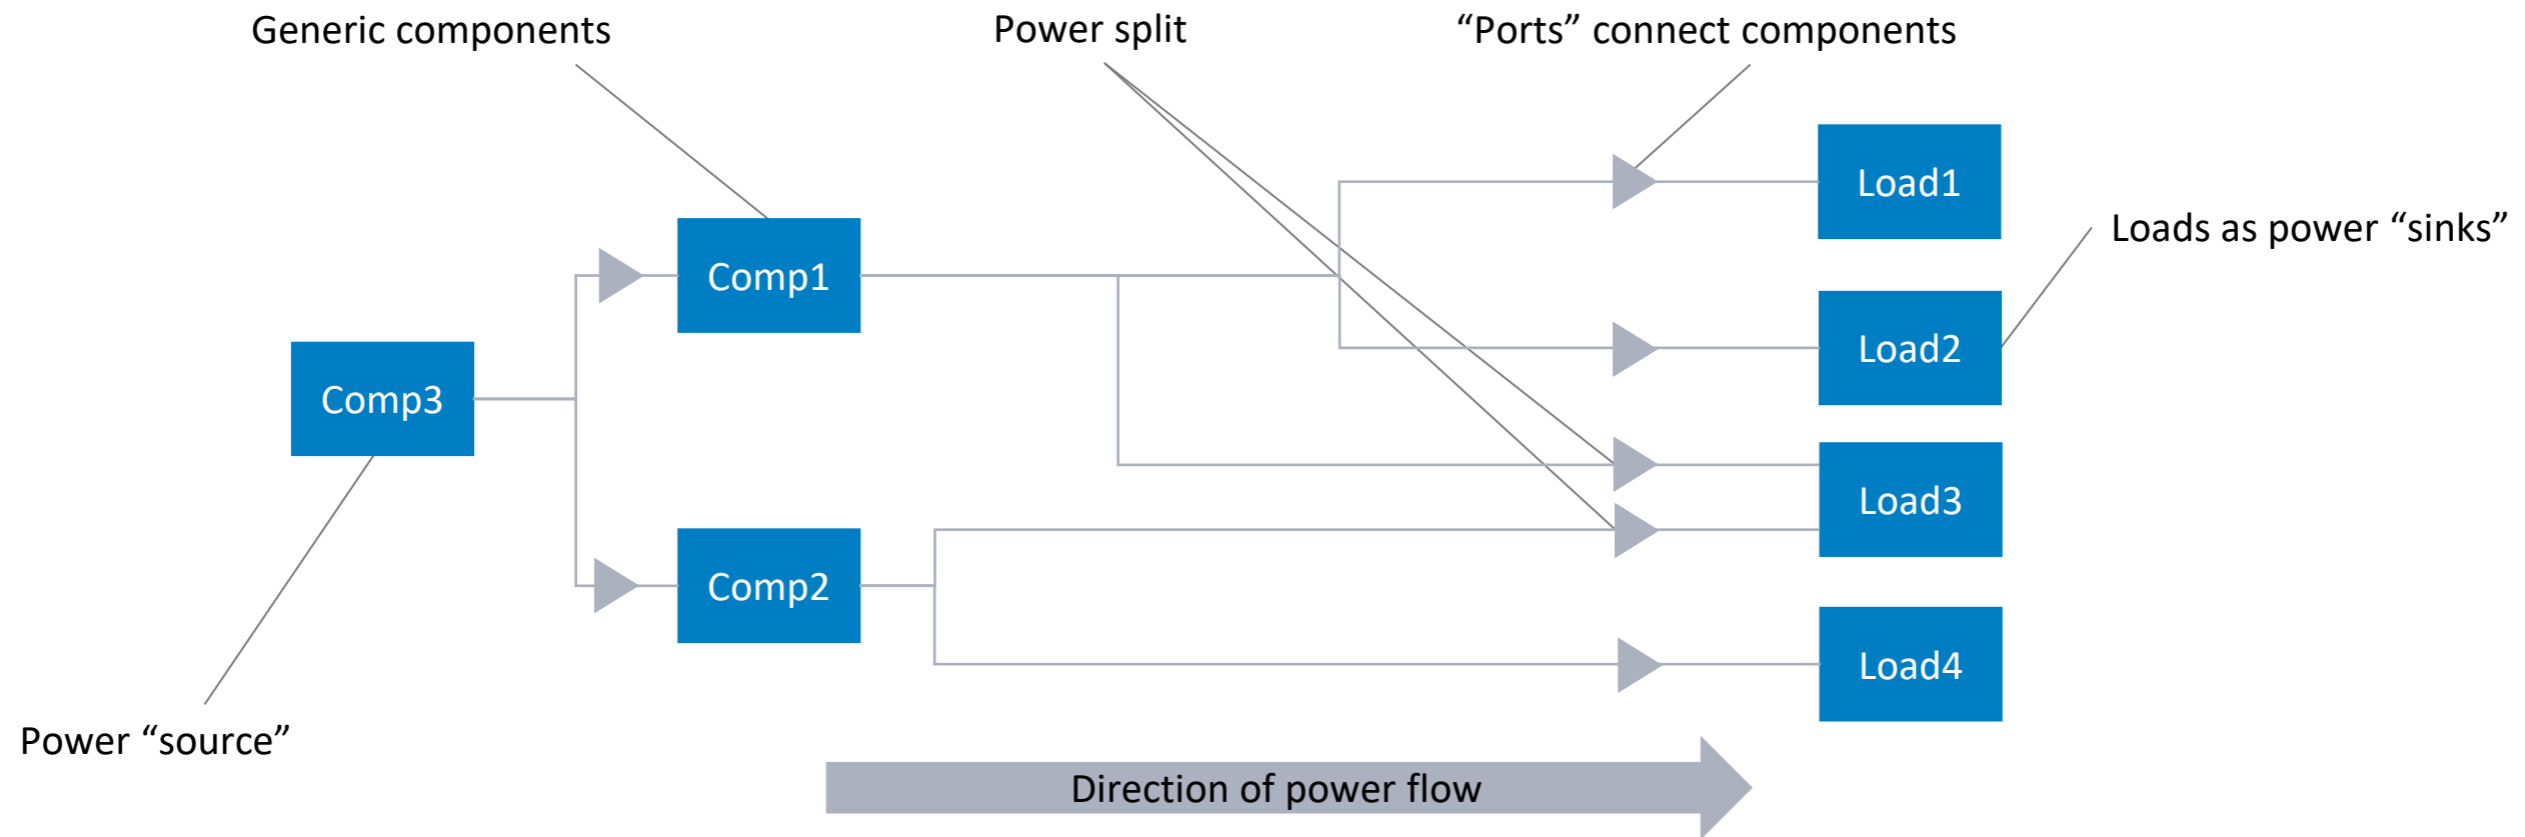 Generic components
Power split
“Ports” connect components
Load1
Loads as power “sinks”
Comp1
Load2
Comp3
Load3
Comp2
Load4
Power “source”
Direction of power flow